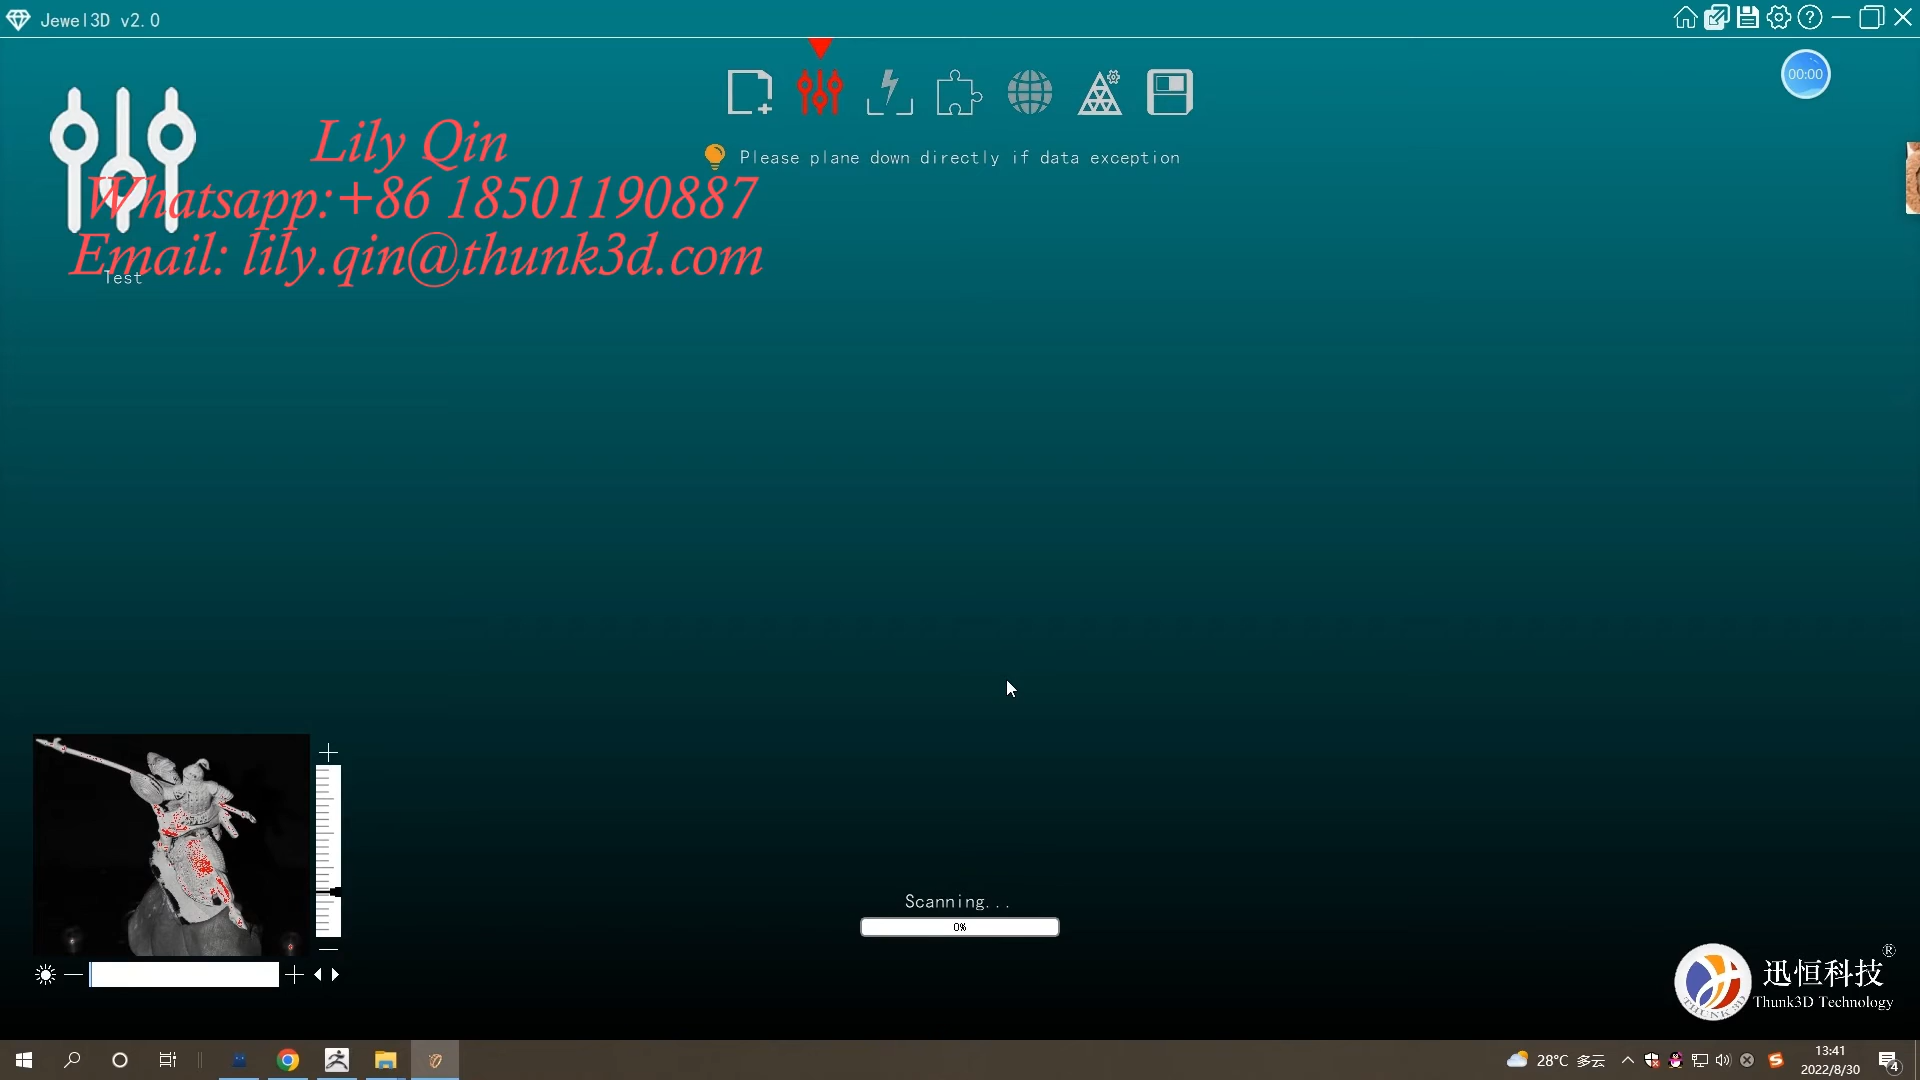 Jewel3D v2.0
00:00
Please plane down directly if data exception
Lily Qin
Whatsapp:+86 18501190887
Email: lily.qin@thunk3d.com
Test
Scanning...
0%
迅恒科技®
Thunk3D Technology
THUNK3D
28°C 多云
13:41
2022/8/30
4